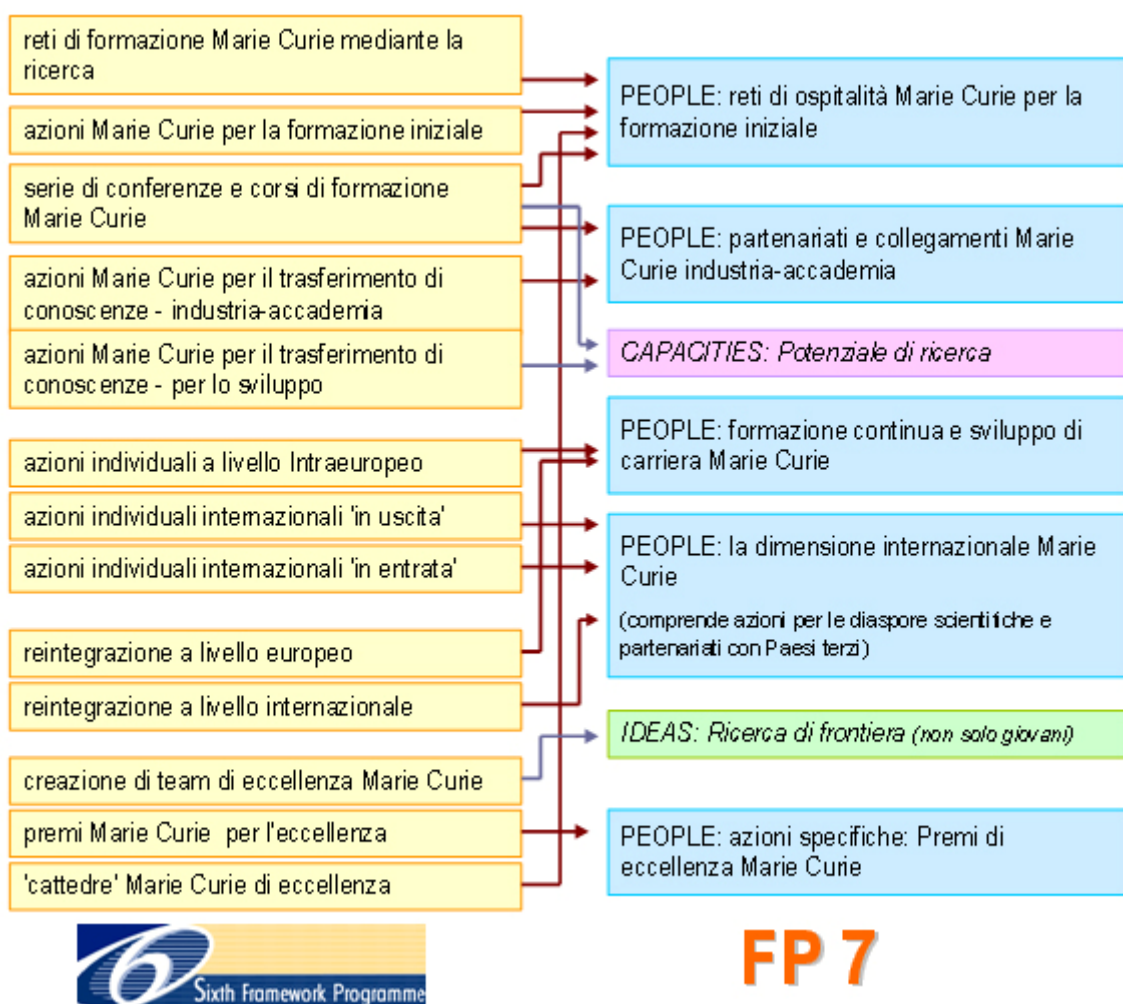 reti di formazione Marie Curie mediante la
ricerca
azioni Marie Curie per la formazione iniziale
serie di conferenze e corsi di formazione
Marie Curie
azioni Marie Curie per il trasferimento di
conoscenze - industria-accademia
azioni Marie Curie per il trasferimento di
conoscenze - per lo sviluppo
azioni individuali a livello Intraeuropeo
azioni individuali internazionali 'in uscita'
azioni individuali internazionali 'in entrata'
reintegrazione a livello europeo
reintegrazione a livello internazionale
creazione di team di eccellenza Marie Curie
premi Marie Curie per l'eccellenza
'cattedre' Marie Curie di eccellenza
PEOPLE: reti di ospitalità Marie Curie per la
formazione iniziale
PEOPLE: partenariati e collegamenti Marie
Curie industria-accademia
CAPACITIES: Potenziale di ricerca
PEOPLE: formazione continua e sviluppo di
carriera Marie Curie
PEOPLE: la dimensione internazionale Marie
Curie
(comprende azioni per le diaspore scientifiche e
partenariati con Paesi terzi)
IDEAS: Ricerca di frontiera (non solo giovani)
PEOPLE: azioni specifiche: Premi di
eccellenza Marie Curie
6
Sixth Framework Programme
FP 7